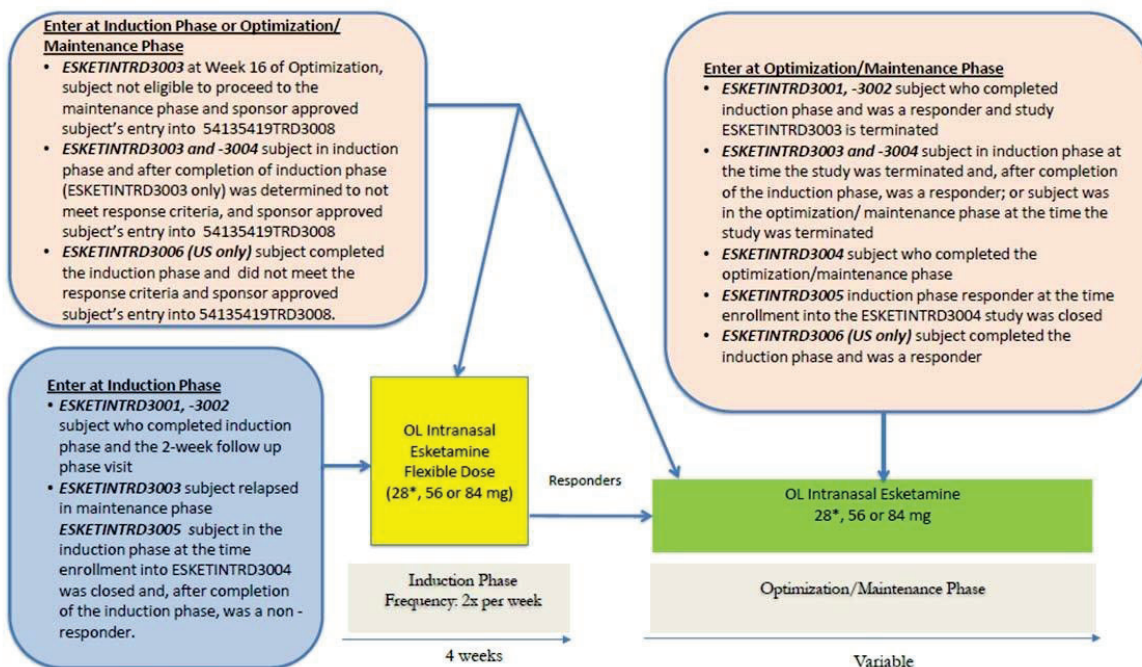 Enter at Induction Phase or Optimization/
Maintenance Phase
• ESKETINTRD3003 at Week 16 of Optimization,
subject not eligible to proceed to the
maintenance phase and sponsor approved
subject's entry into 54135419TRD3008
• ESKETINTRD3003 and -3004 subject in induction
phase and after completion of induction phase
(ESKETINTRD3003 only) was determined to not
meet response criteria, and sponsor approved
subject's entry into 54135419TRD3008
• ESKETINTRD3006 (US only) subject completed
the induction phase and did not meet the
response criteria and sponsor approved
subject's entry into 54135419TRD3008.
Enter at Optimization/Maintenance Phase
• ESKETINTRD3001, -3002 subject who completed
induction phase and was a responder and study
ESKETINTRD3003 is terminated
• ESKETINTRD3003 and -3004 subject in induction phase at
the time the study was terminated and, after completion
of the induction phase, was a responder; or subject was
in the optimization/ maintenance phase at the time the
study was terminated
• ESKETINTRD3004 subject who completed the
optimization/maintenance phase
• ESKETINTRD3005 induction phase responder at the time
enrollment into the ESKETINTRD3004 study was closed
• ESKETINTRD3006 (US only) subject completed the
induction phase and was a responder
Enter at Induction Phase
• ESKETINTRD3001, -3002
subject who completed induction
phase and the 2-week follow up
phase visit
• ESKETINTRD3003 subject relapsed
in maintenance phase
ESKETINTRD3005 subject in the
induction phase at the time
enrollment into ESKETINTRD3004
was closed and, after completion
of the induction phase, was a non -
responder.
OL Intranasal
Esketamine
Flexible Dose
(28*, 56 or 84 mg)
Responders
OL Intranasal Esketamine
28*, 56 or 84 mg
Induction Phase
Frequency: 2x per week
Optimization/Maintenance Phase
4 weeks
Variable